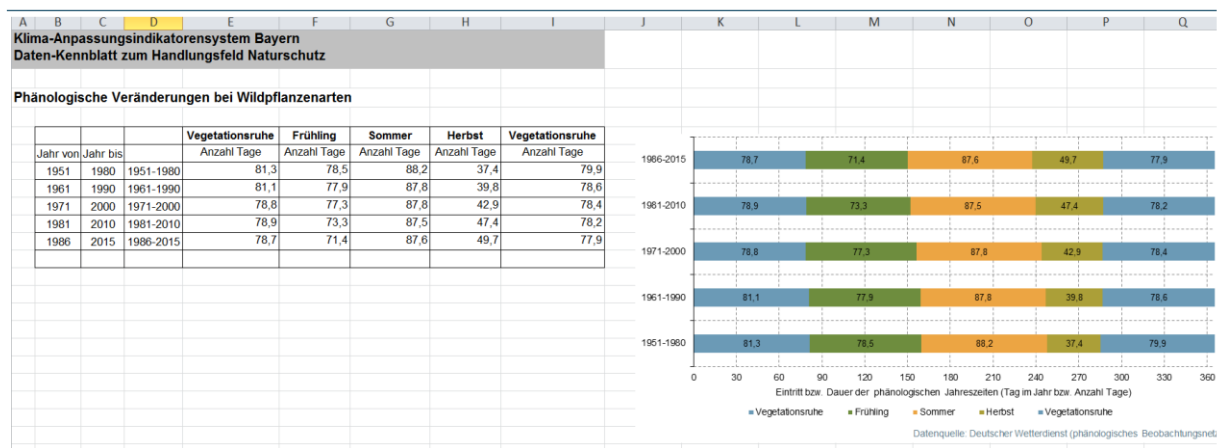 A B C D E F G H I J K L M N O P Q
Klima-Anpassungsindikatorensystem Bayern
Daten-Kennblatt zum Handlungsfeld Naturschutz
Phänologische Veränderungen bei Wildpflanzenarten
Vegetationsruhe Frühling Sommer Herbst Vegetationsruhe
Jahr von Jahr bis Anzahl Tage Anzahl Tage Anzahl Tage Anzahl Tage Anzahl Tage
1951 1980 1951-1980 81,3 78,5 88,2 37,4 79,9
1961 1990 1961-1990 81,1 77,9 87,8 39,8 78,6
1971 2000 1971-2000 78,8 77,3 87,8 42,9 78,4
1981 2010 1981-2010 78,9 73,3 87,5 47,4 78,2
1986 2015 1986-2015 78,7 71,4 87,6 49,7 77,9
1986-2015 78,7 71,4 87,6 49,7 77,9
1981-2010 78,9 73,3 87,5 47,4 78,2
1971-2000 78,8 77,3 87,8 42,9 78,4
1961-1990 81,1 77,9 87,8 39,8 78,6
1951-1980 81,3 78,5 88,2 37,4 79,9
0 30 60 90 120 150 180 210 240 270 300 330 360
Eintritt bzw. Dauer der phänologischen Jahreszeiten (Tag im Jahr bzw. Anzahl Tage)
Vegetationsruhe Frühling Sommer Herbst Vegetationsruhe
Datenquelle: Deutscher Wetterdienst (phänologisches Beobachtungsnetz